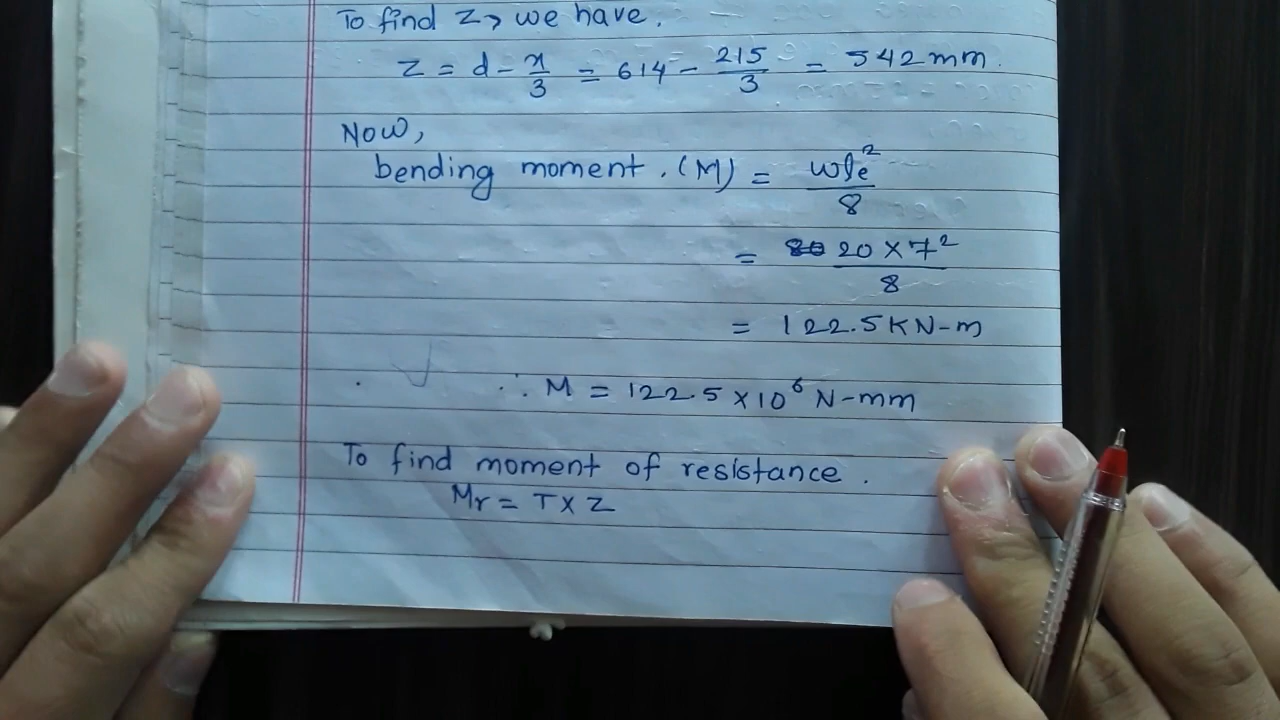 To find Z, we have.
Z = d - x/3 = 614 - 215/3 = 542 mm.
Now,
bending moment. (M) = wle²/8
= 20 × 7²/8
= 122.5 KN-m
∴ M = 122.5 × 10⁶ N-mm
To find moment of resistance.
Mr = T × Z